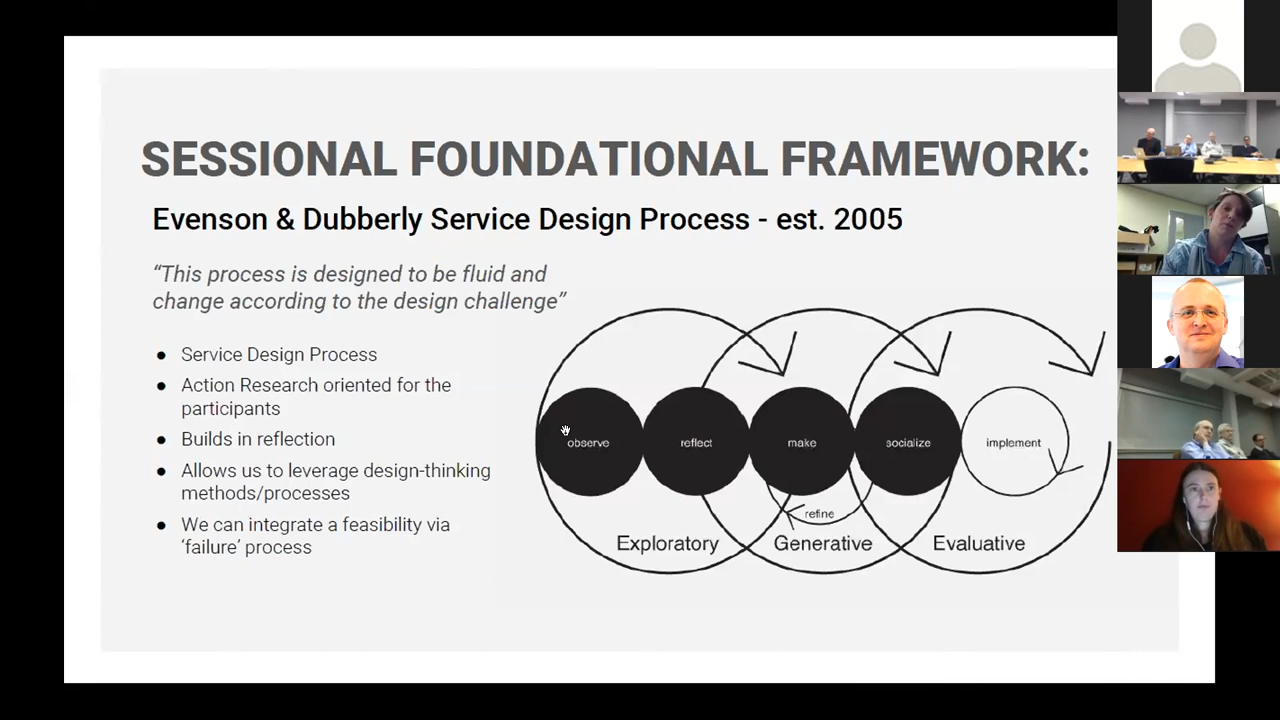 SESSIONAL FOUNDATIONAL FRAMEWORK:
Evenson & Dubberly Service Design Process - est. 2005
“This process is designed to be fluid and
change according to the design challenge”
● Service Design Process
● Action Research oriented for the
participants
● Builds in reflection
● Allows us to leverage design-thinking
methods/processes
● We can integrate a feasibility via
‘failure’ process
observe
reflect
make
socialize
implement
refine
Exploratory
Generative
Evaluative